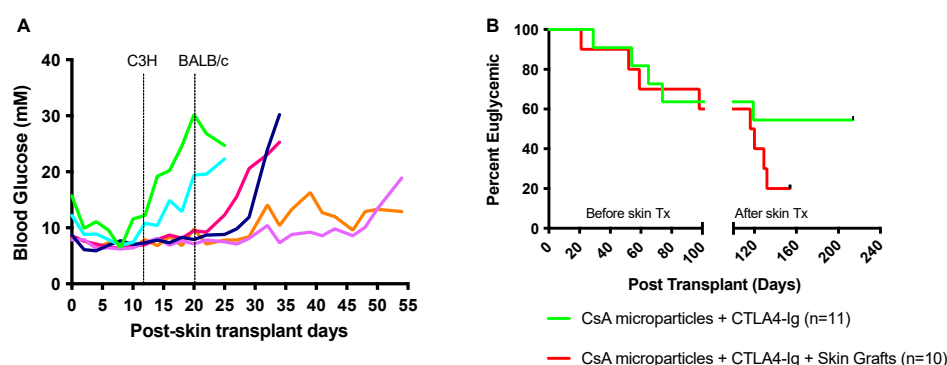 A
C3H
BALB/c
Blood Glucose (mM)
40
30
20
10
0
0 5 10 15 20 25 30 35 40 45 50 55
Post-skin transplant days
B
Percent Euglycemic
100
80
60
40
20
Before skin Tx
After skin Tx
0 20 40 60 80 100 120 160 200 240
Post Transplant (Days)
CsA microparticles + CTLA4-Ig (n=11)
CsA microparticles + CTLA4-Ig + Skin Grafts (n=10)